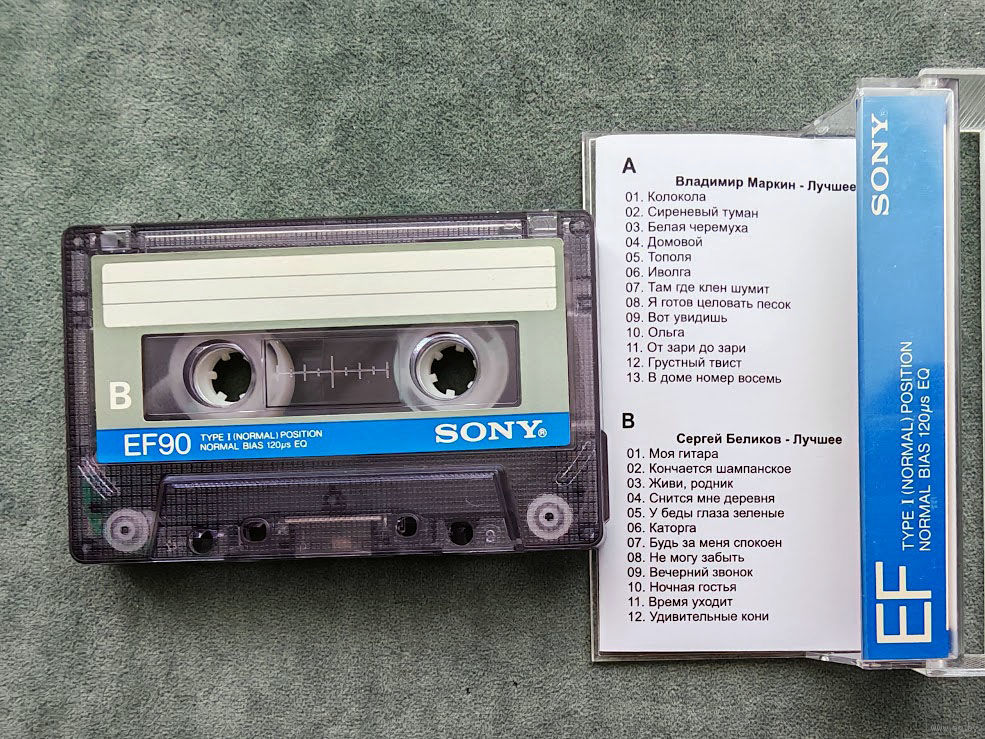 B
EF90
TYPE I (NORMAL) POSITION
NORMAL BIAS 120μs EQ
SONY®
A
Владимир Маркин - Лучшее
01. Колокола
02. Сиреневый туман
03. Белая черемуха
04. Домовой
05. Тополя
06. Иволга
07. Там где клен шумит
08. Я готов целовать песок
09. Вот увидишь
10. Ольга
11. От зари до зари
12. Грустный твист
13. В доме номер восемь
B
Сергей Беликов - Лучшее
01. Моя гитара
02. Кончается шампанское
03. Живи, родник
04. Снится мне деревня
05. У беды глаза зеленые
06. Каторга
07. Будь за меня спокоен
08. Не могу забыть
09. Вечерний звонок
10. Ночная гостья
11. Время уходит
12. Удивительные кони
EF
TYPE I (NORMAL) POSITION
NORMAL BIAS 120μs EQ
SONY®